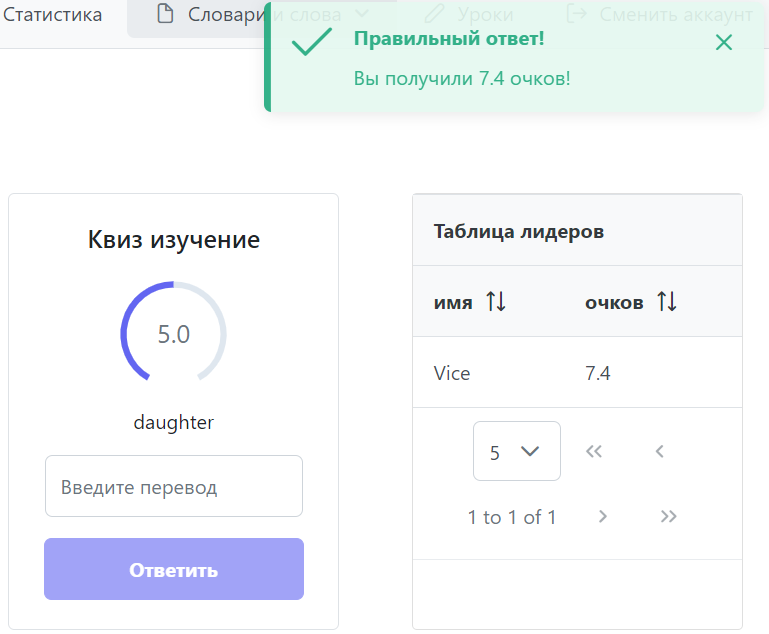 Статистика
Словари и слова
Уроки
Сменить аккаунт
Правильный ответ!
Вы получили 7.4 очков!
Квиз изучение
5.0
daughter
Введите перевод
Ответить
Таблица лидеров
имя очков
Vice 7.4
5
1 to 1 of 1